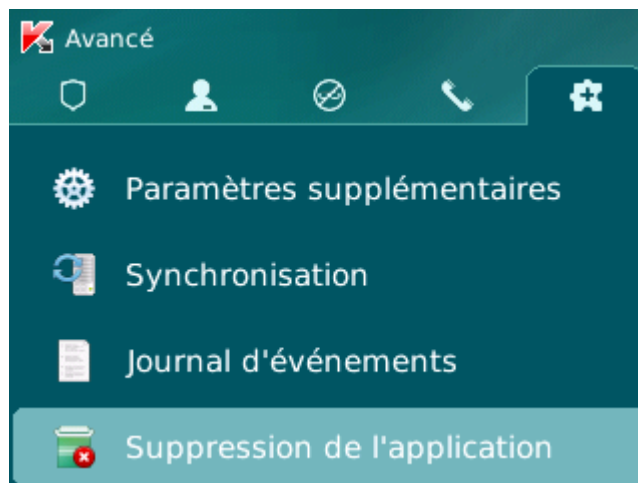 Avancé
Paramètres supplémentaires
Synchronisation
Journal d'événements
Suppression de l'application